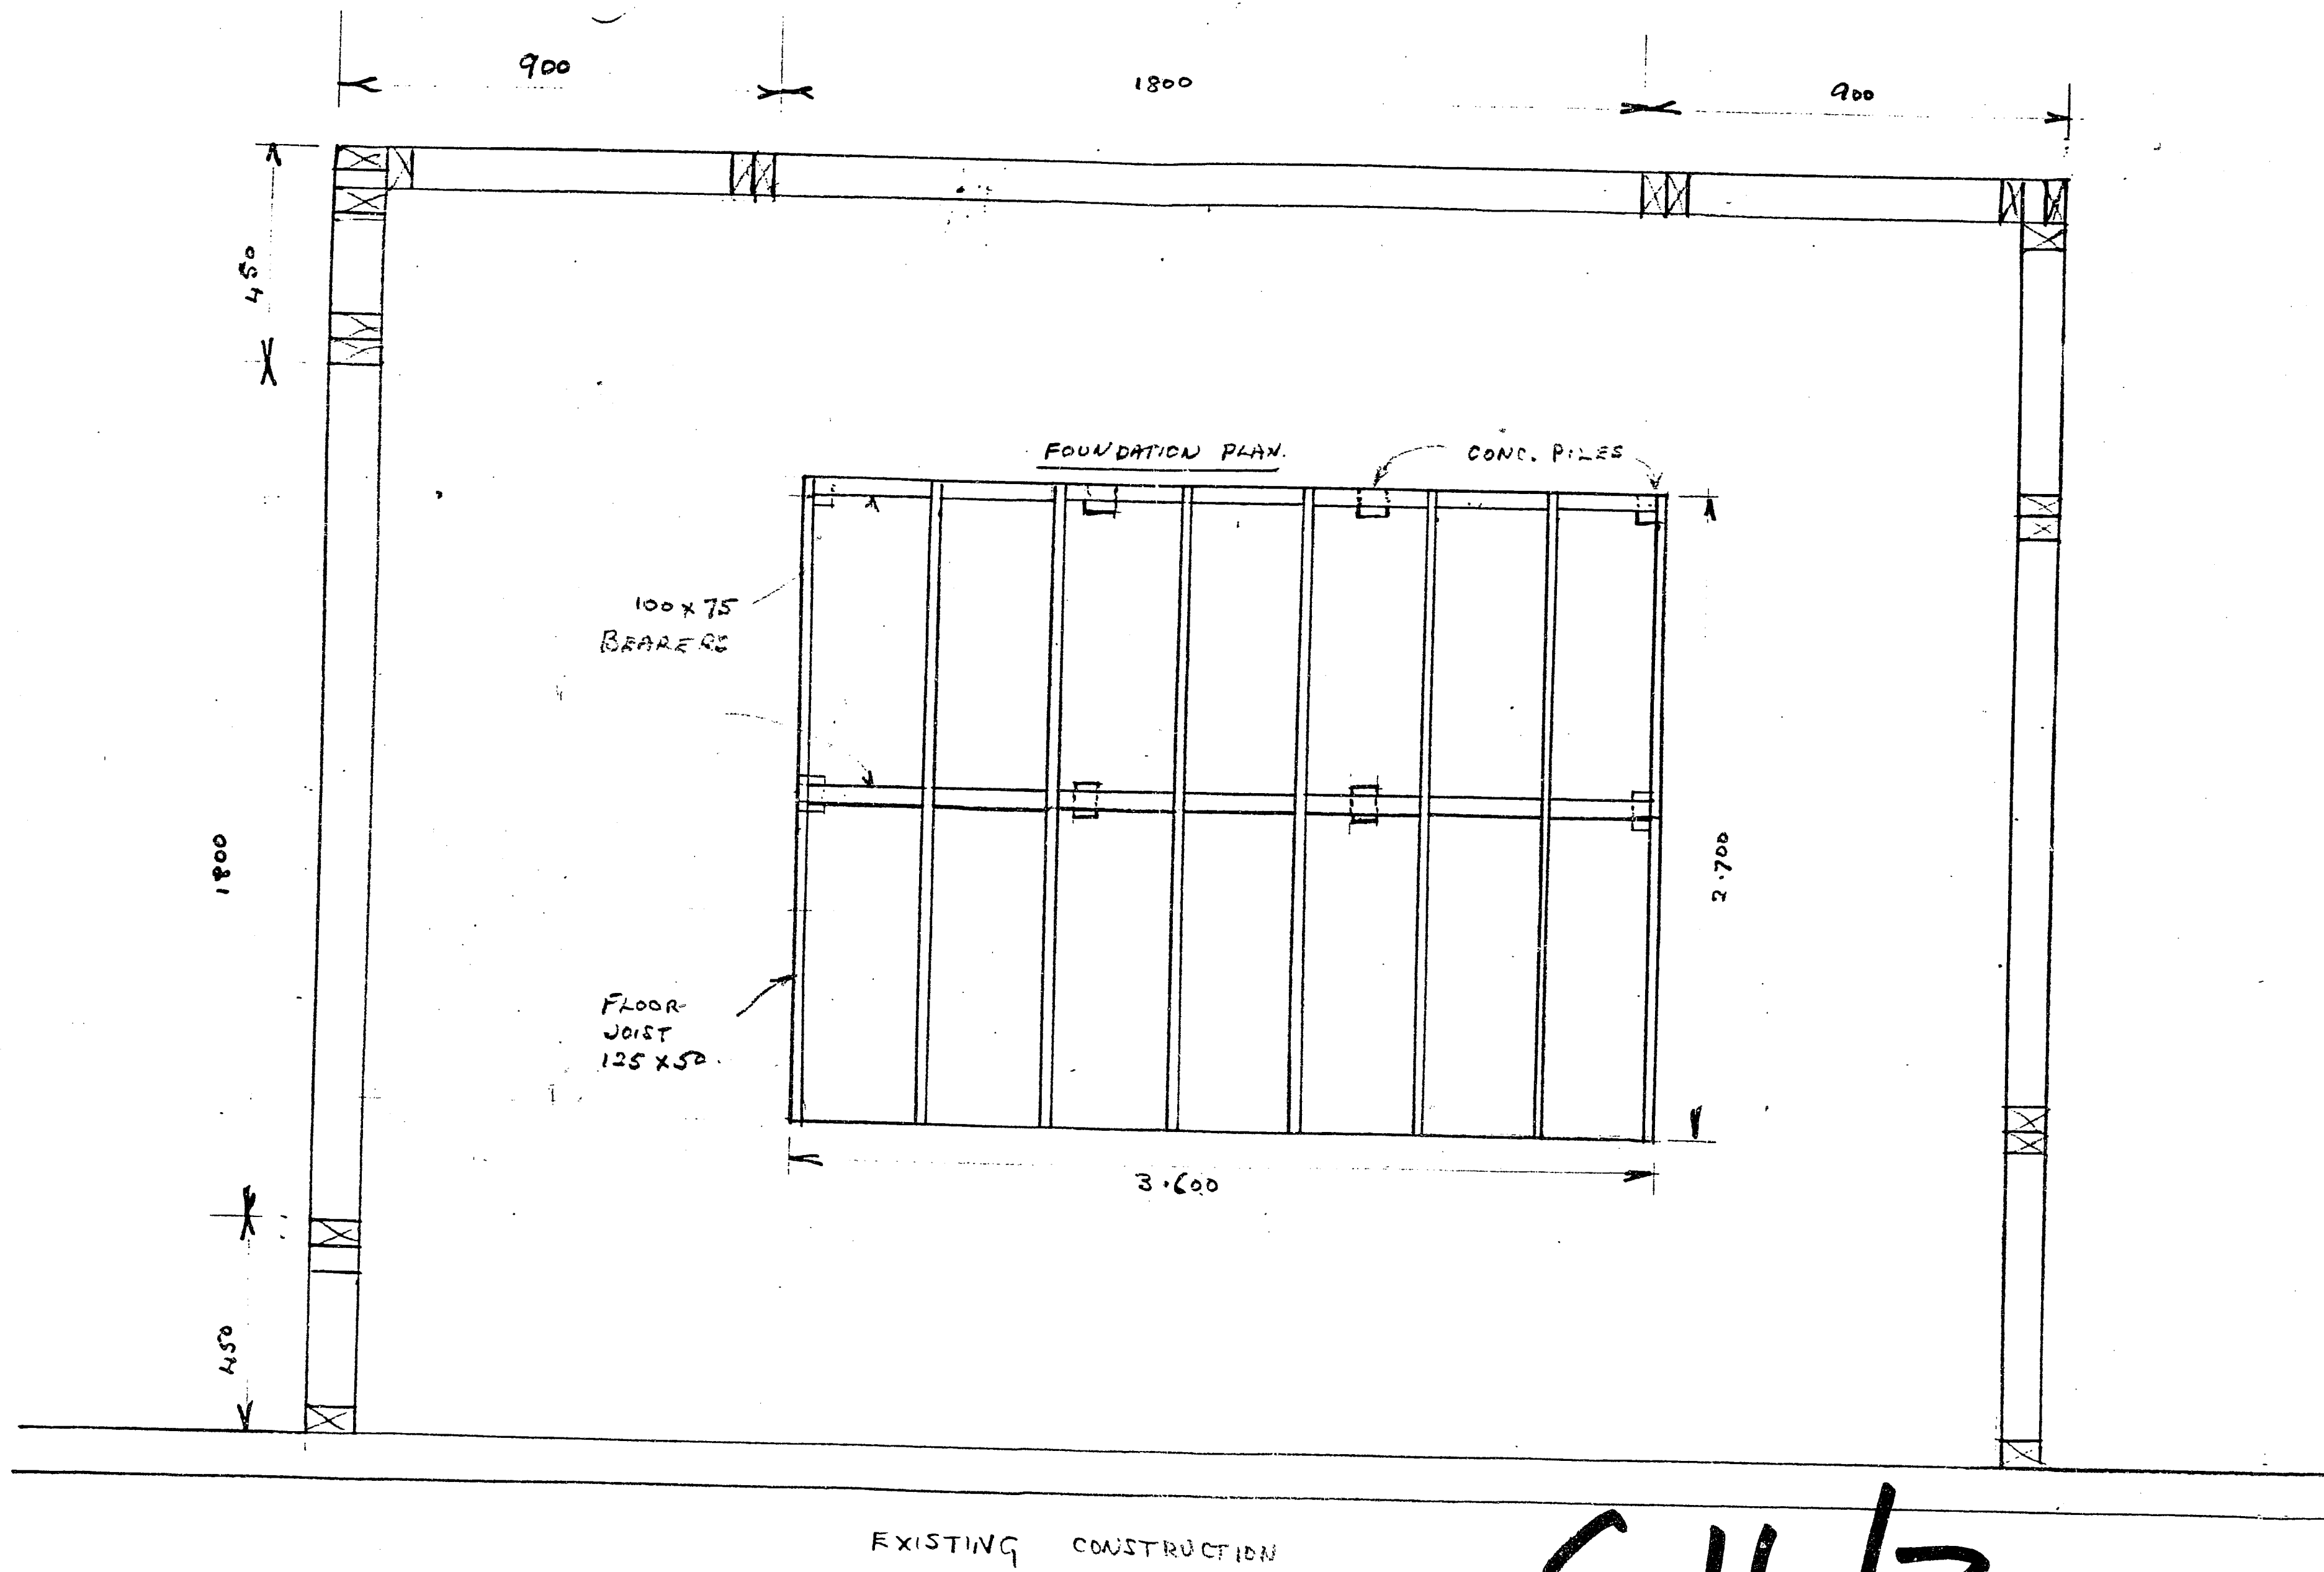 900
1800
900
450
FOUNDATION PLAN.
CONC. PILES
100 x 75
BEARERS
1800
2.700
FLOOR
JOIST
125 x 50.
3.600
450
EXISTING CONSTRUCTION